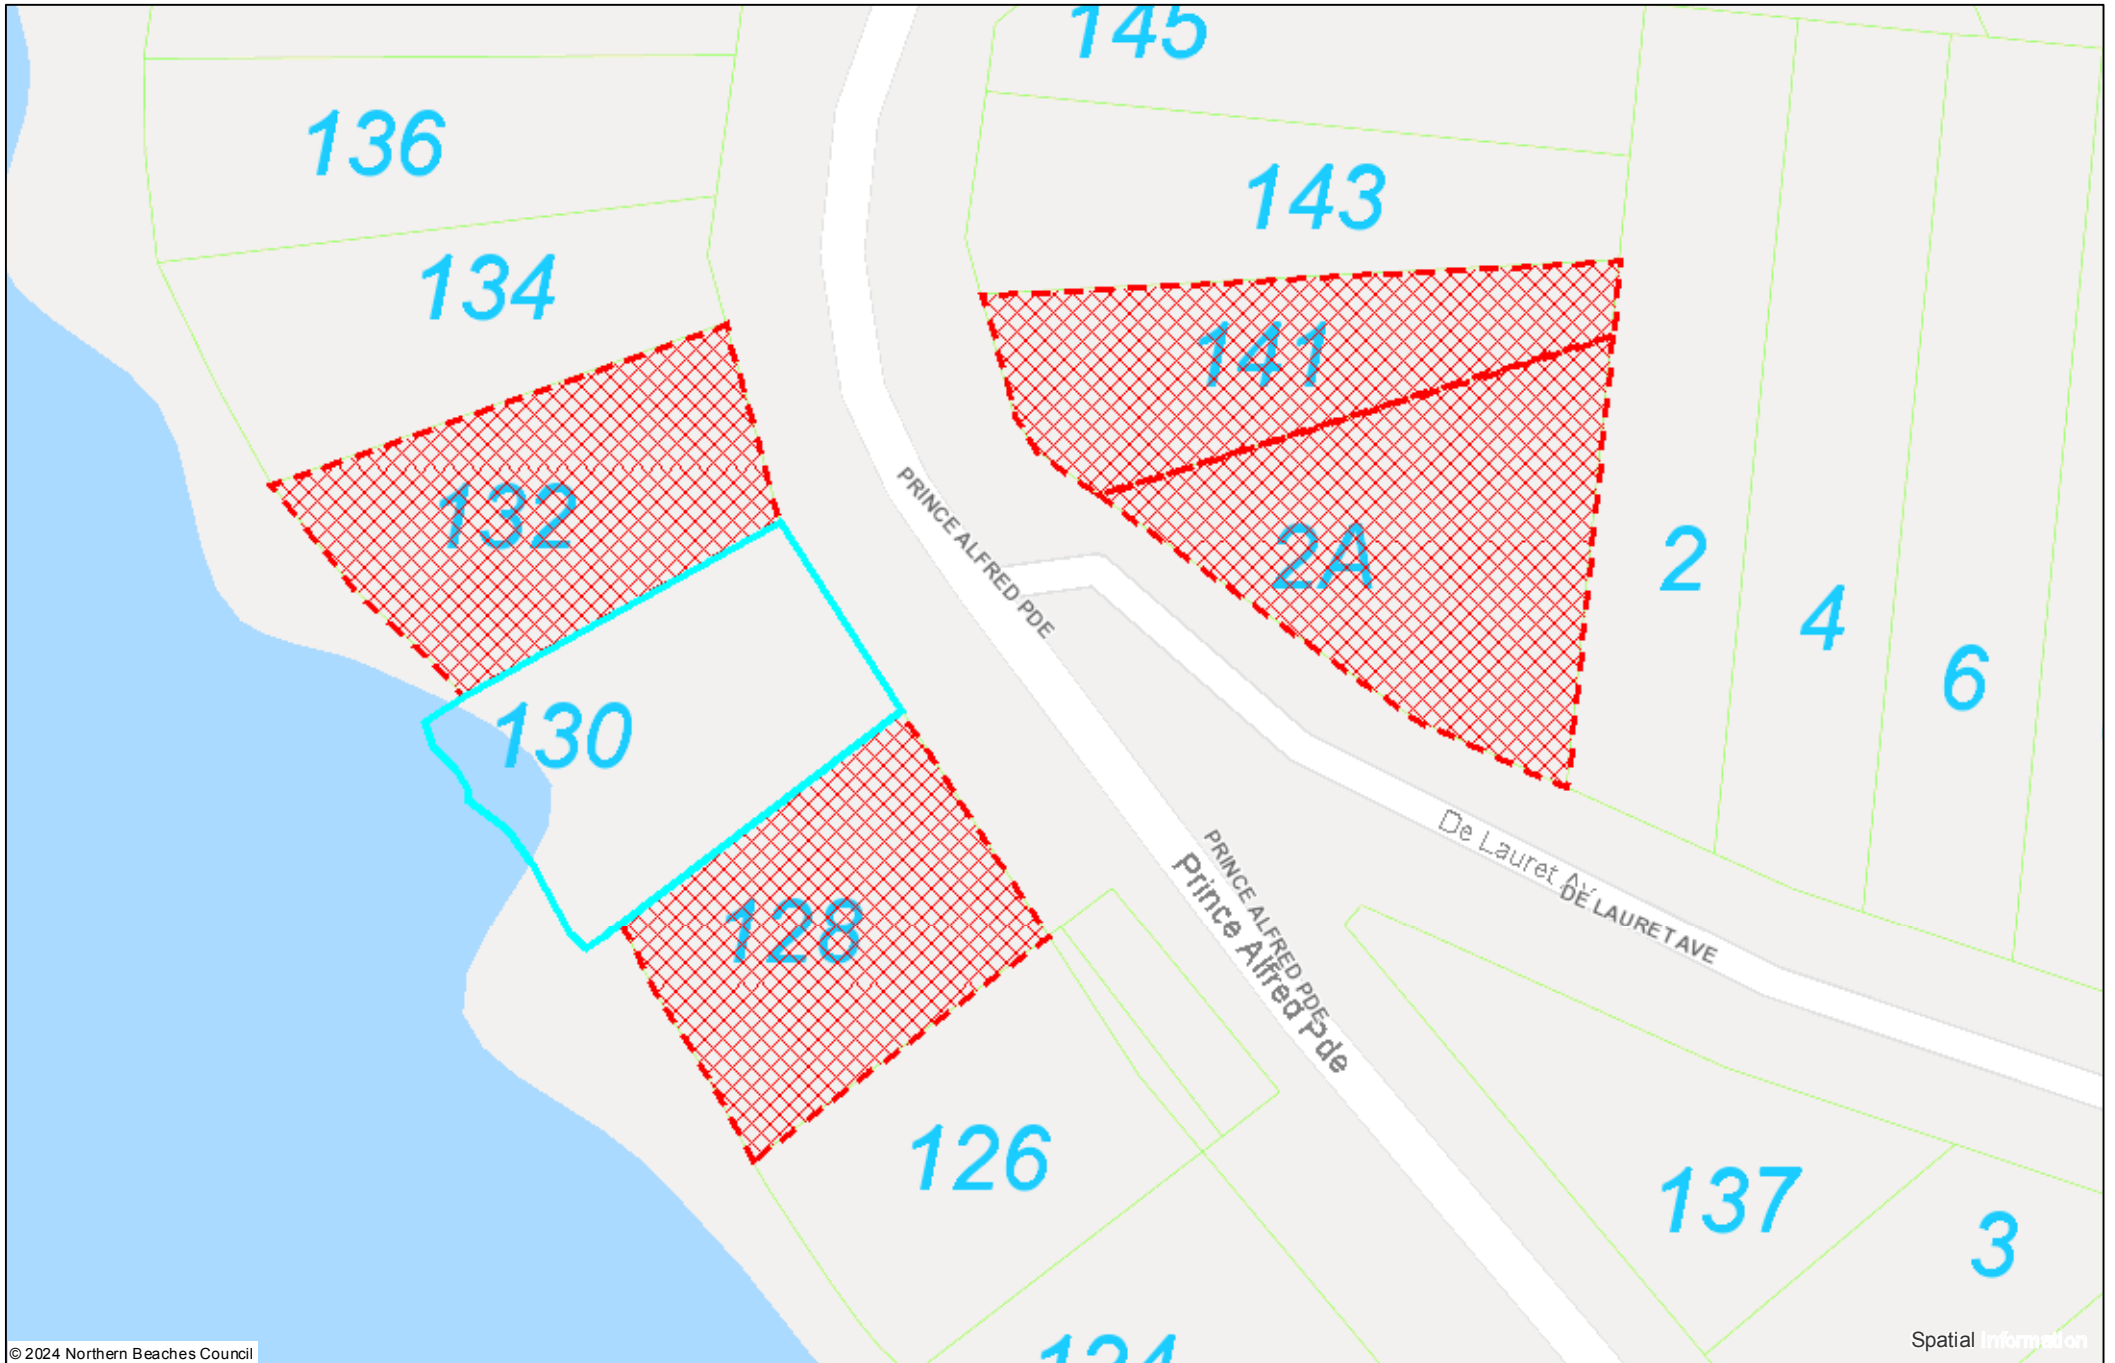 145
136
143
134
141
132
2A
2
PRINCE ALFRED PDE
4
6
130
De Lauret Av
DE LAURET AVE
PRINCE ALFRED PDE
Prince Alfred Pde
128
126
137
3
124
Spatial Information
© 2024 Northern Beaches Council